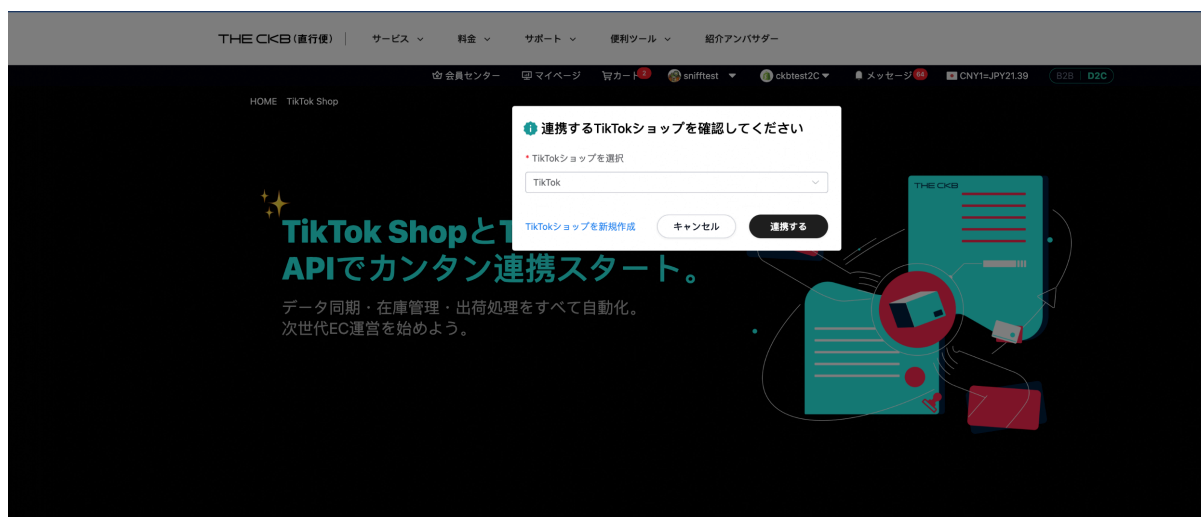 THE CKB(直行便) サービス 料金 サポート 便利ツール 紹介アンバサダー
会員センター マイページ カート 2 snifftest ckbtest2C メッセージ 64 CNY1=JPY21.39 B2B D2C
HOME TikTok Shop
連携するTikTokショップを確認してください
* TikTokショップを選択
TikTok
TikTokショップを新規作成 キャンセル 連携する
THE CKB
TikTok ShopとT
APIでカンタン連携スタート。
データ同期・在庫管理・出荷処理をすべて自動化。
次世代EC運営を始めよう。